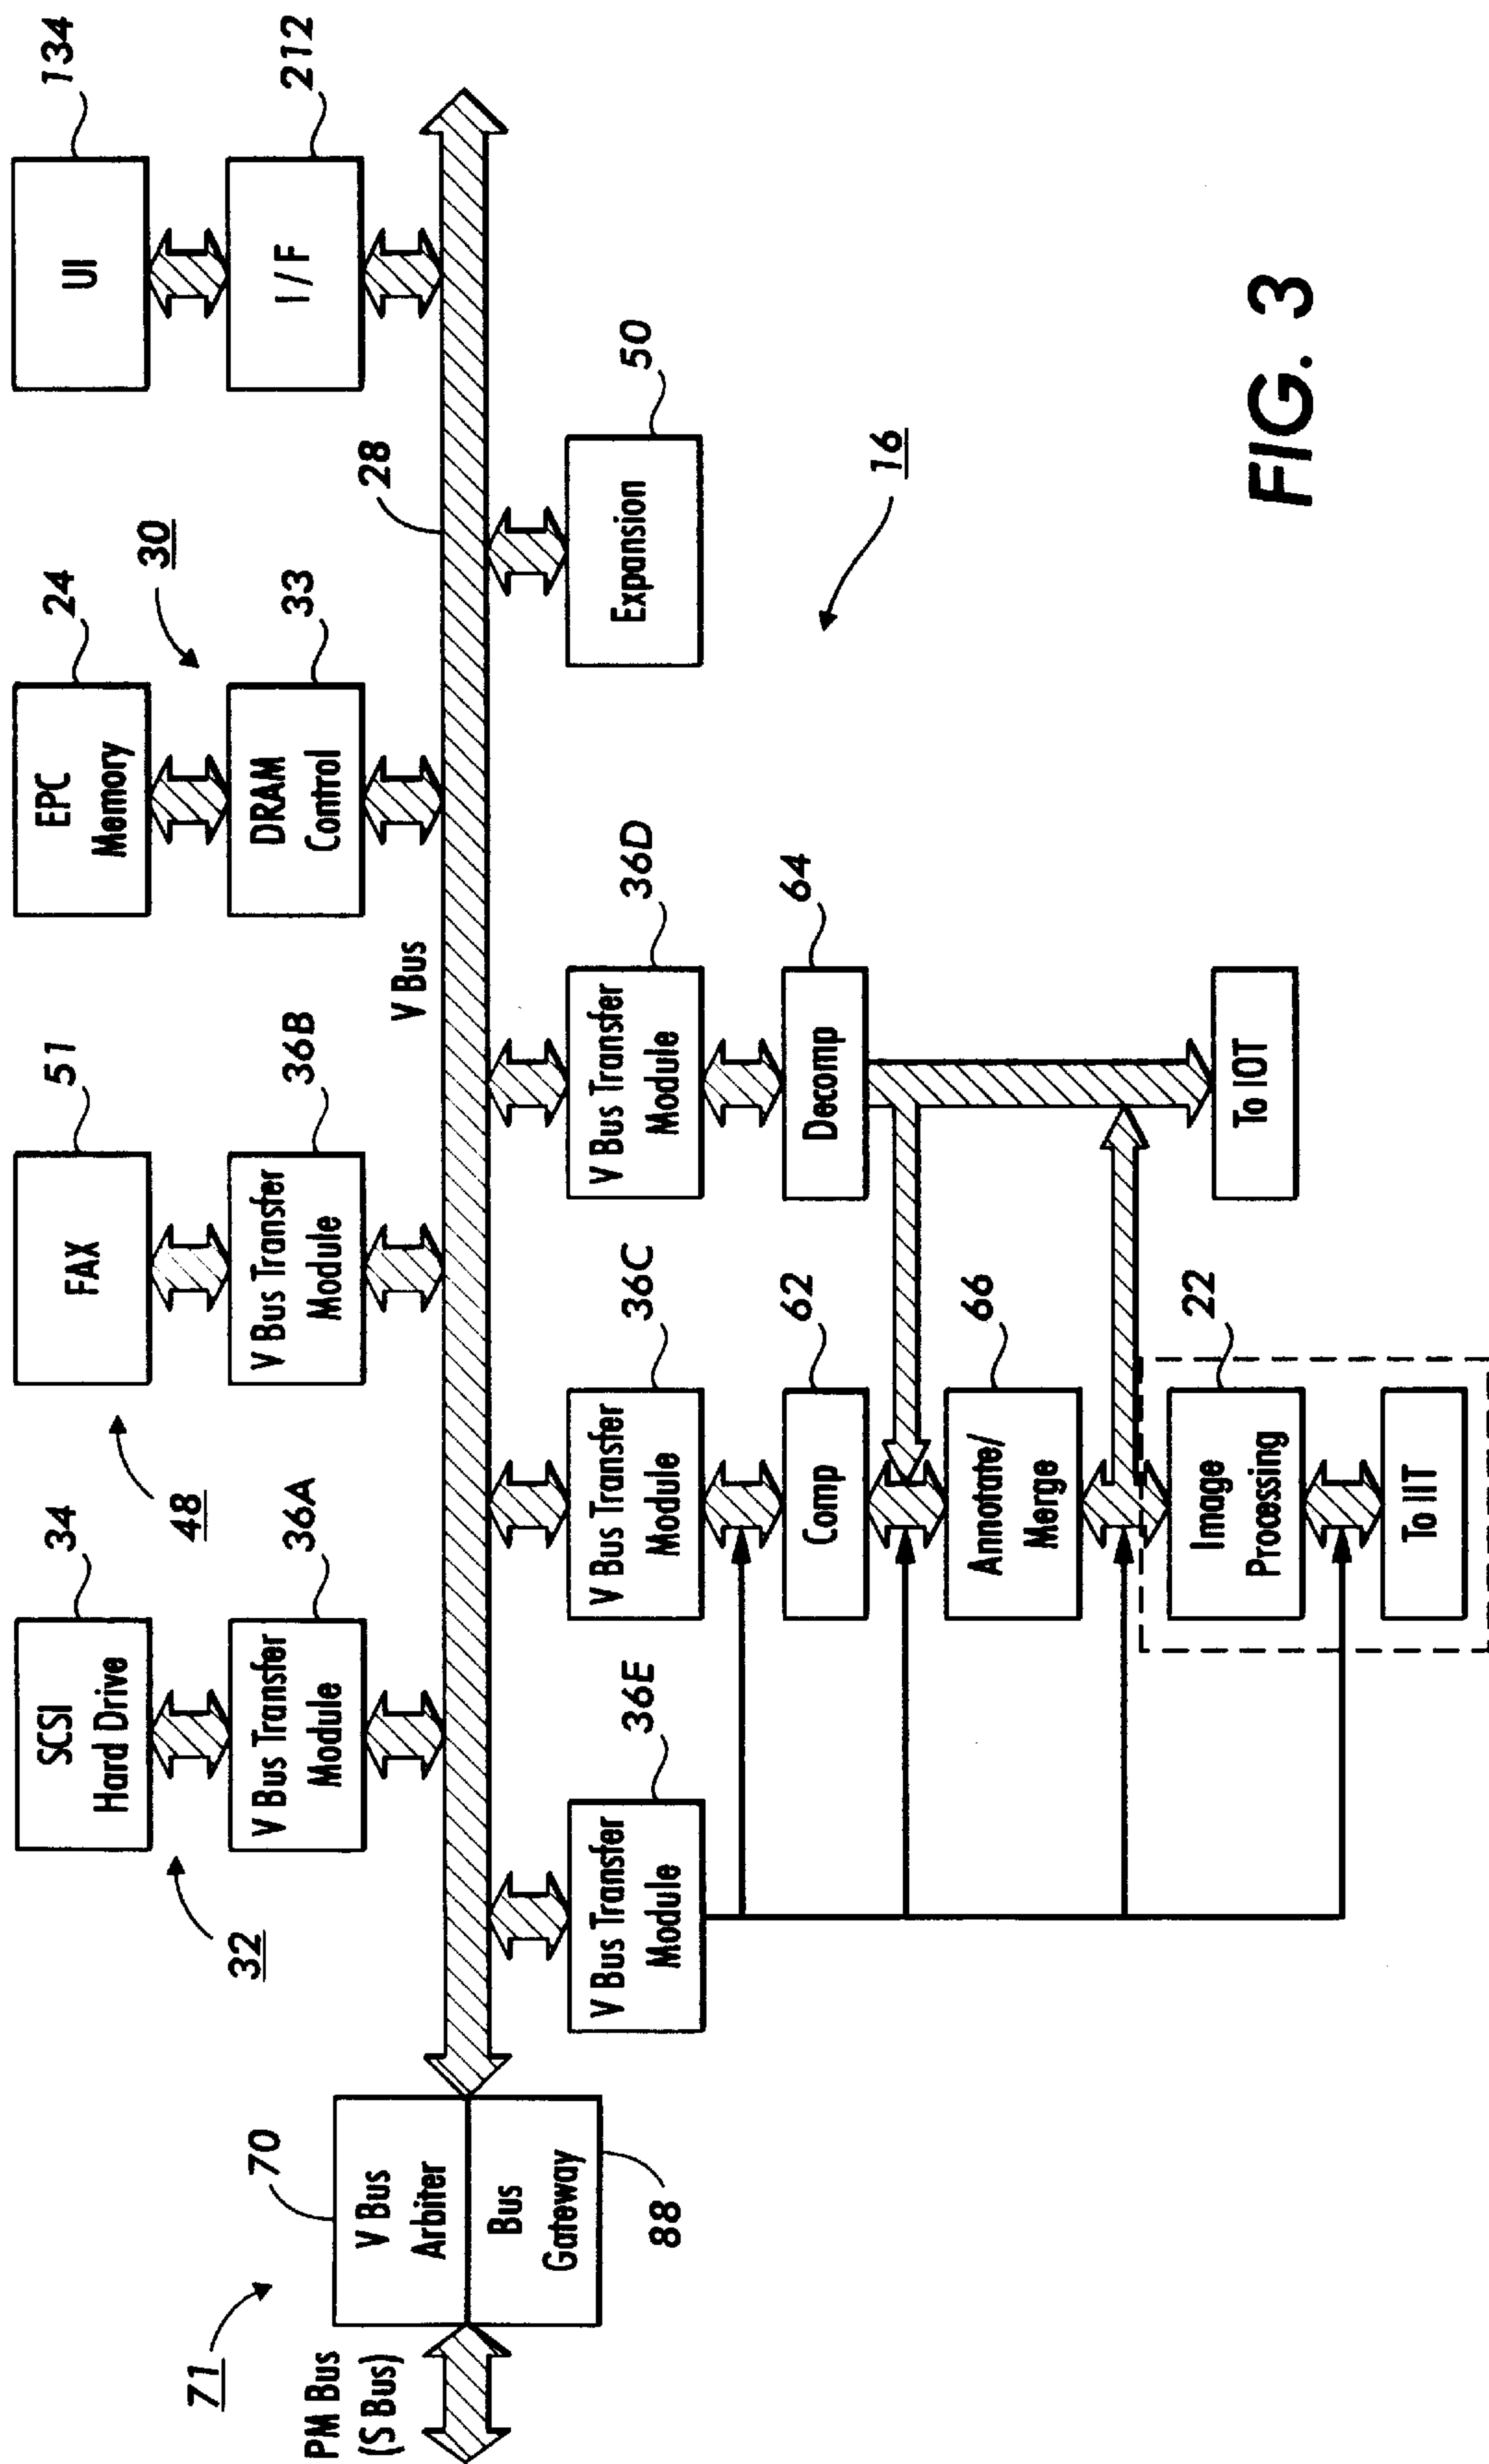 134
212
UI
I / F
24
30
33
EPC
Memory
DRAM
Control
28
V Bus
50
Expansion
16
51
36B
FAX
V Bus Transfer
Module
48
34
36A
SCSI
Hard Drive
V Bus Transfer
Module
32
36D
V Bus Transfer
Module
64
Decomp
To IOT
36C
V Bus Transfer
Module
62
Comp
66
Annotate/
Merge
22
Image
Processing
To IIT
36E
V Bus Transfer
Module
70
71
V Bus
Arbiter
Bus
Gateway
88
PM Bus
(S Bus)
FIG. 3